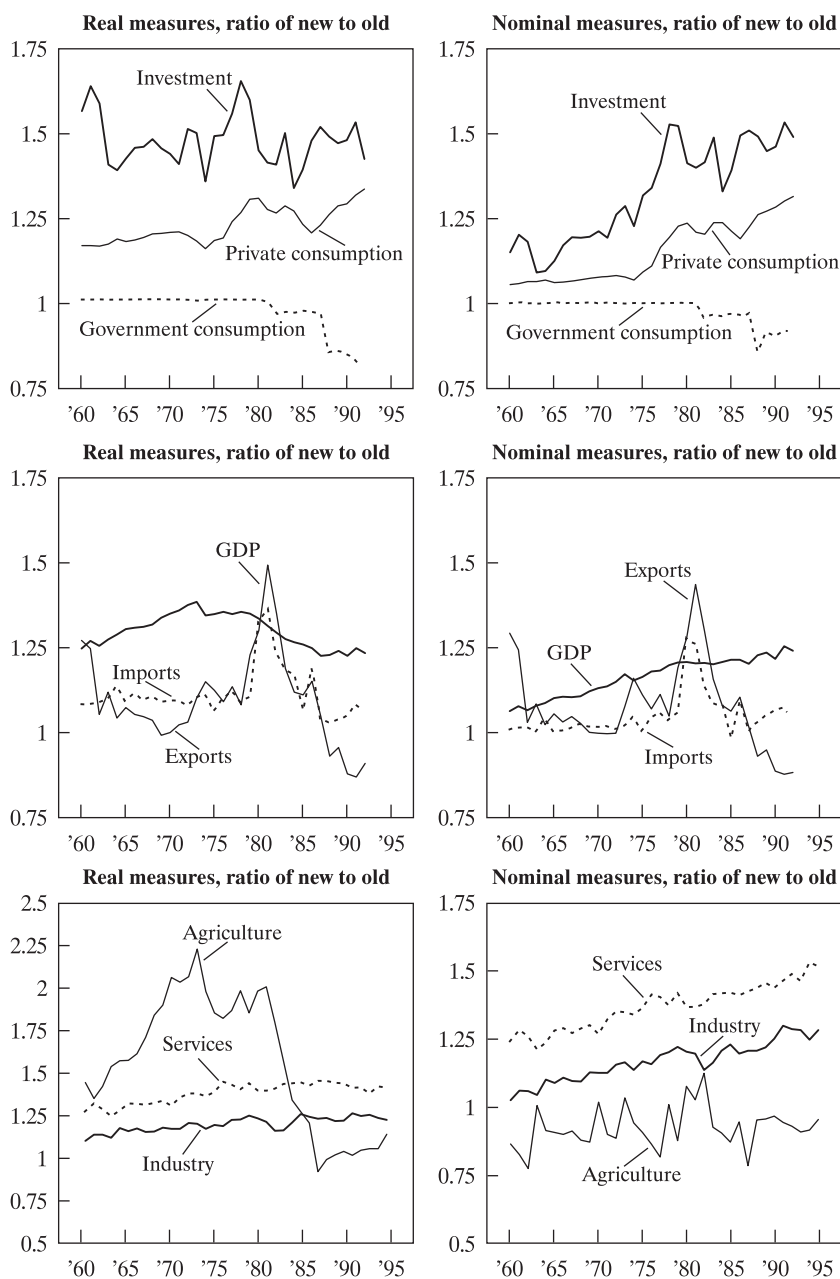 Real measures, ratio of new to old
1.75
1.5
1.25
1
0.75
Investment
Private consumption
Government consumption
’60 ’65 ’70 ’75 ’80 ’85 ’90 ’95
Nominal measures, ratio of new to old
1.75
1.5
1.25
1
0.75
Investment
Private consumption
Government consumption
’60 ’65 ’70 ’75 ’80 ’85 ’90 ’95
Real measures, ratio of new to old
1.75
1.5
1.25
1
0.75
GDP
Imports
Exports
’60 ’65 ’70 ’75 ’80 ’85 ’90 ’95
Nominal measures, ratio of new to old
1.75
1.5
1.25
1
0.75
Exports
GDP
Imports
’60 ’65 ’70 ’75 ’80 ’85 ’90 ’95
Real measures, ratio of new to old
2.5
2.25
2
1.75
1.5
1.25
1
0.75
0.5
Agriculture
Services
Industry
’60 ’65 ’70 ’75 ’80 ’85 ’90 ’95
Nominal measures, ratio of new to old
1.75
1.5
1.25
1
0.75
0.5
Services
Industry
Agriculture
’60 ’65 ’70 ’75 ’80 ’85 ’90 ’95